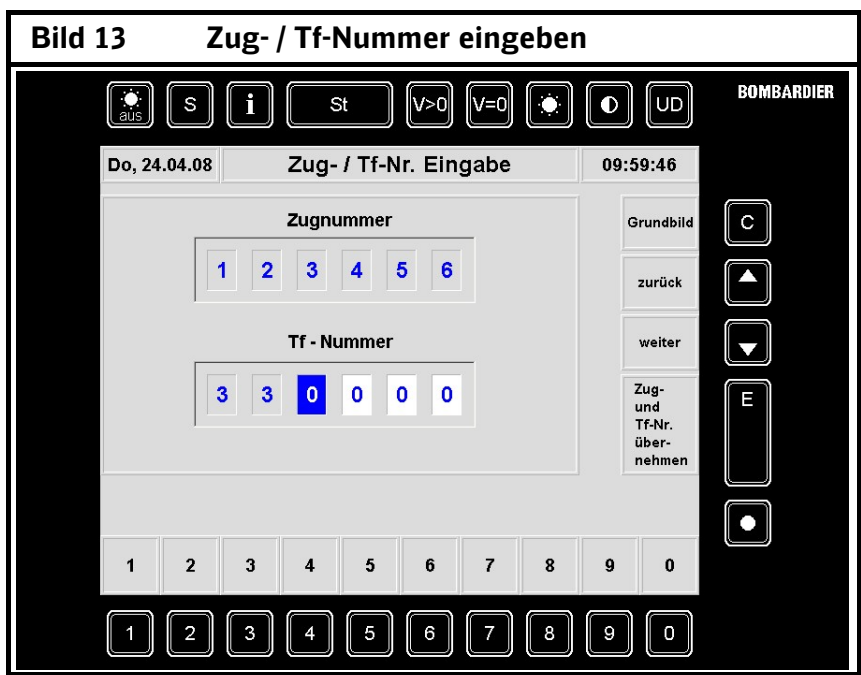 Bild 13 Zug- / Tf-Nummer eingeben
aus S i St V>0 V=0 UD
BOMBARDIER
Do, 24.04.08 Zug- / Tf-Nr. Eingabe 09:59:46
Zugnummer
1 2 3 4 5 6
Tf - Nummer
3 3 0 0 0 0
Grundbild
zurück
weiter
Zug-
und
Tf-Nr.
über-
nehmen
C
E
1 2 3 4 5 6 7 8 9 0
1 2 3 4 5 6 7 8 9 0